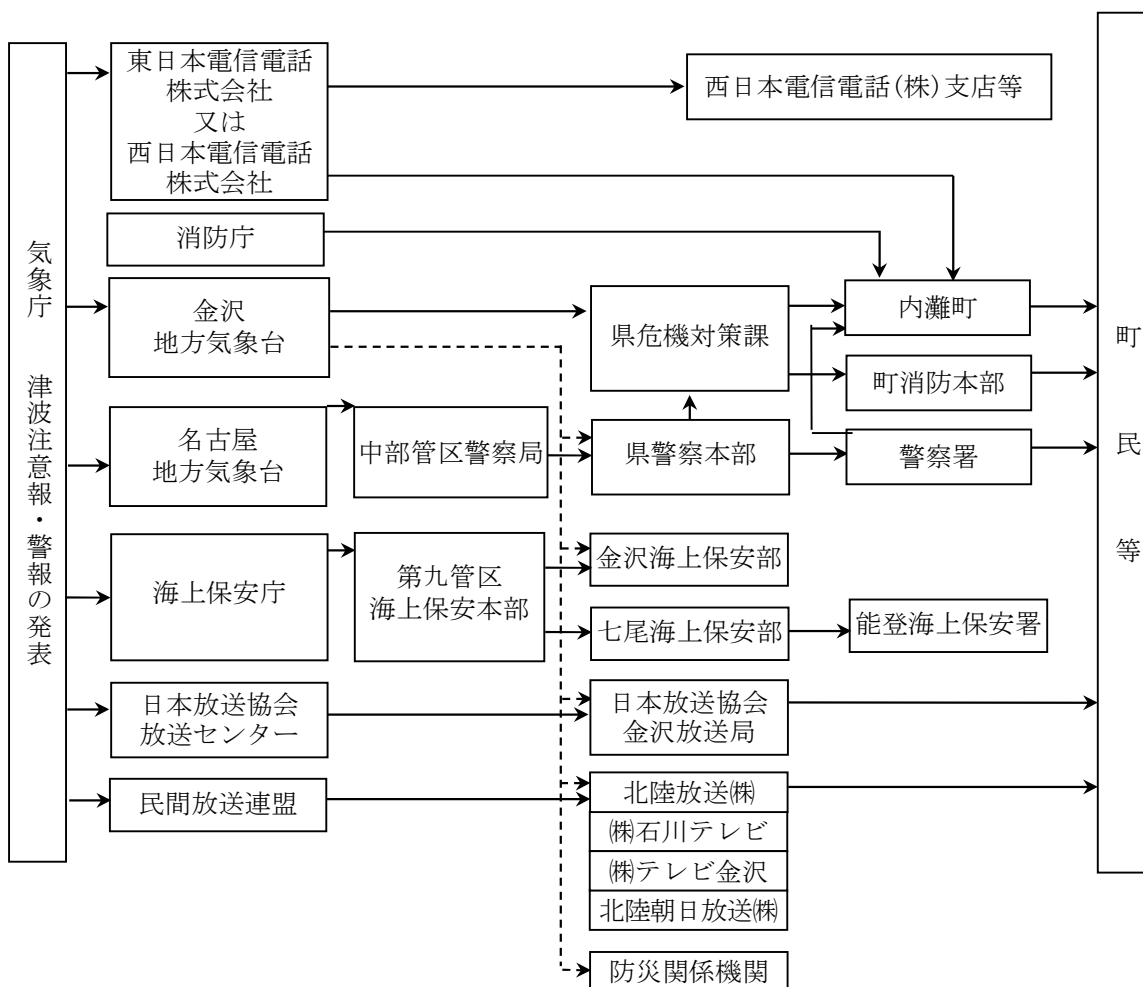 気象庁　津波注意報・警報の発表
東日本電信電話
株式会社
又は
西日本電信電話
株式会社
西日本電信電話(株)支店等
消防庁
金沢
地方気象台
県危機対策課
内灘町
町消防本部
名古屋
地方気象台
中部管区警察局
県警察本部
警察署
海上保安庁
第九管区
海上保安本部
金沢海上保安部
七尾海上保安部
能登海上保安署
日本放送協会
放送センター
日本放送協会
金沢放送局
民間放送連盟
北陸放送㈱
㈱石川テレビ
㈱テレビ金沢
北陸朝日放送㈱
防災関係機関
町民等